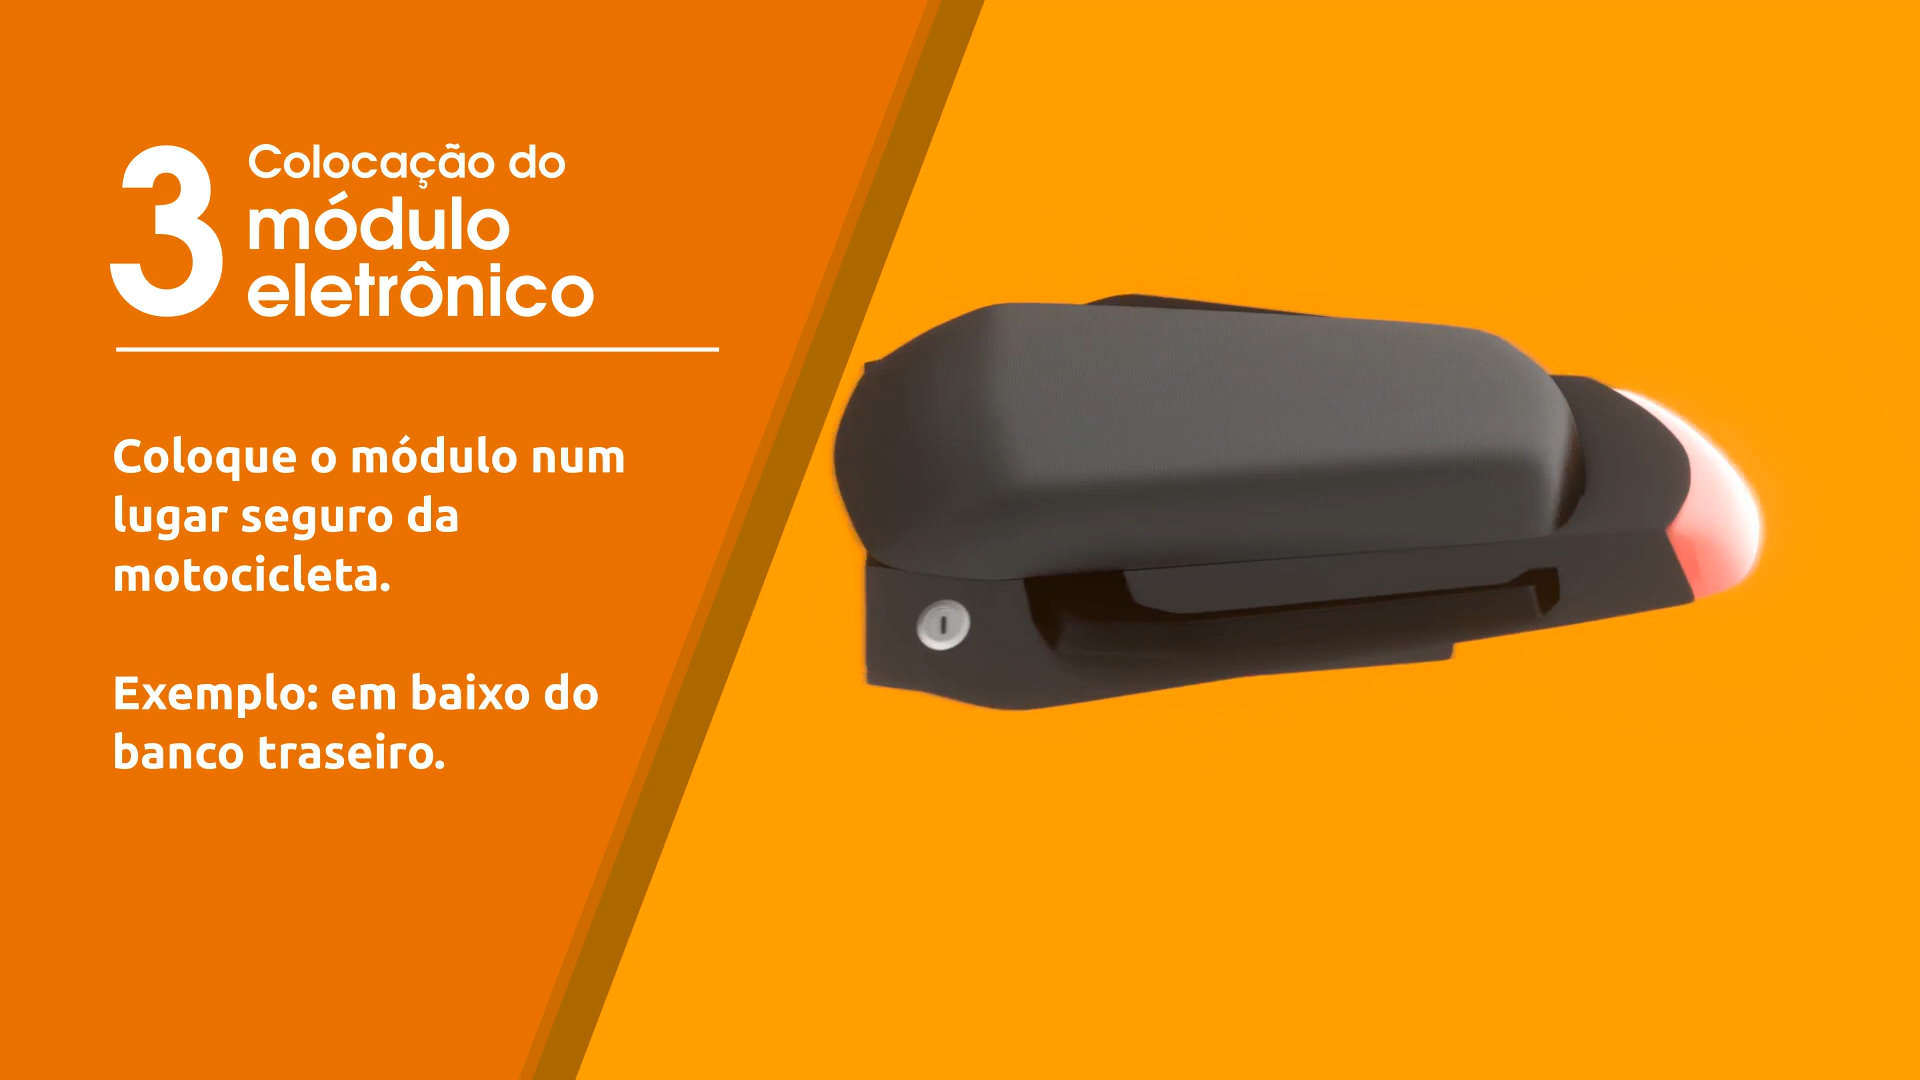 3
Colocação do
módulo
eletrônico
Coloque o módulo num
lugar seguro da
motocicleta.
Exemplo: em baixo do
banco traseiro.